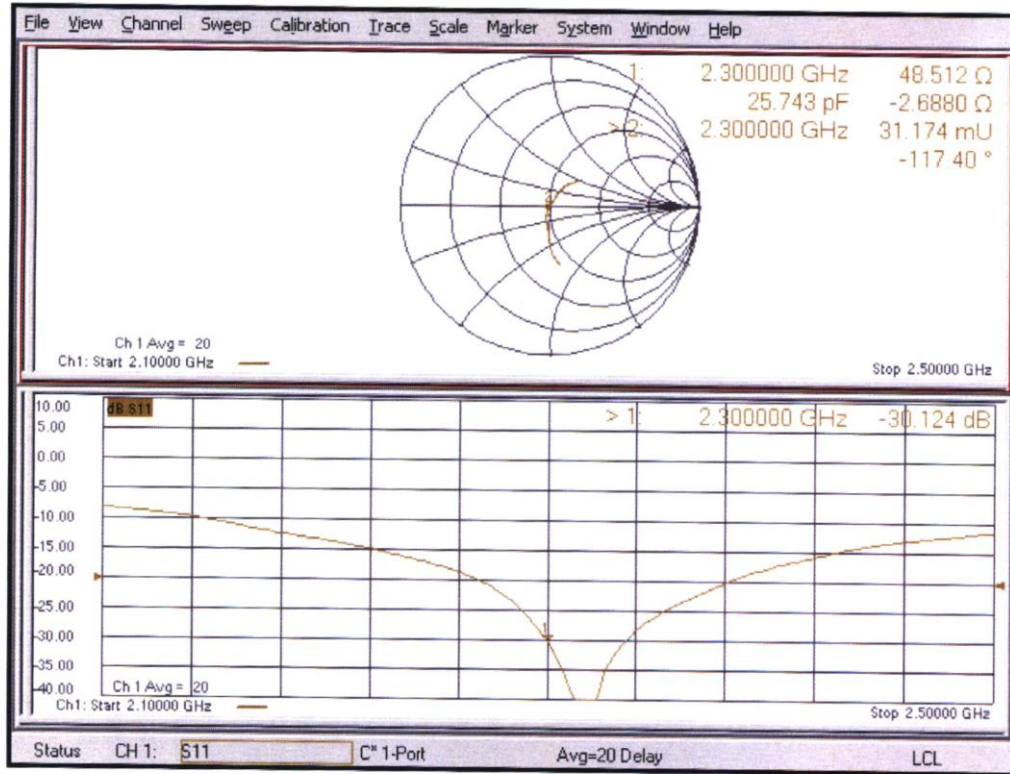 File View Channel Sweep Calibration Trace Scale Marker System Window Help
1: 2.300000 GHz 48.512 Ω
25.743 pF -2.6880 Ω
> 2: 2.300000 GHz 31.174 mU
-117.40 °
Ch 1 Avg = 20
Ch1: Start 2.10000 GHz
Stop 2.50000 GHz
10.00
dB S11
> 1: 2.300000 GHz -30.124 dB
5.00
0.00
-5.00
-10.00
-15.00
-20.00
-25.00
-30.00
1
-35.00
-40.00
Ch 1 Avg = 20
Ch1: Start 2.10000 GHz
Stop 2.50000 GHz
Status CH 1: S11 C* 1-Port Avg=20 Delay LCL